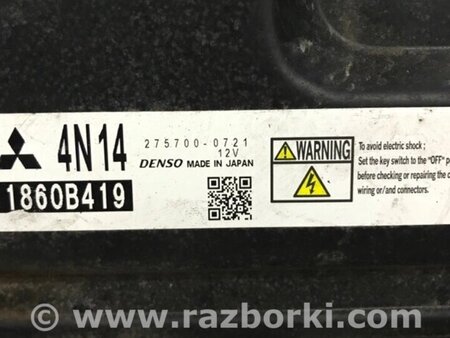 4N14
275700-0721
12V
DENSO MADE IN JAPAN
1860B419
WARNING
To avoid electric shock ;
Set the key switch to the "OFF"
before checking or repairing the
wiring or/and connectors.
© www.razborki.com